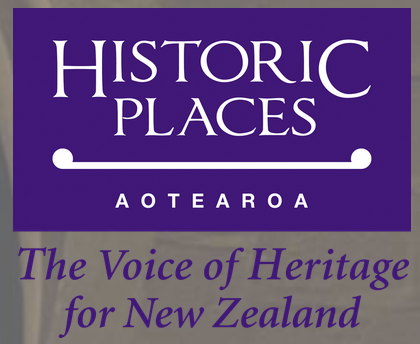 HISTORIC
PLACES
AOTEAROA
The Voice of Heritage
for New Zealand